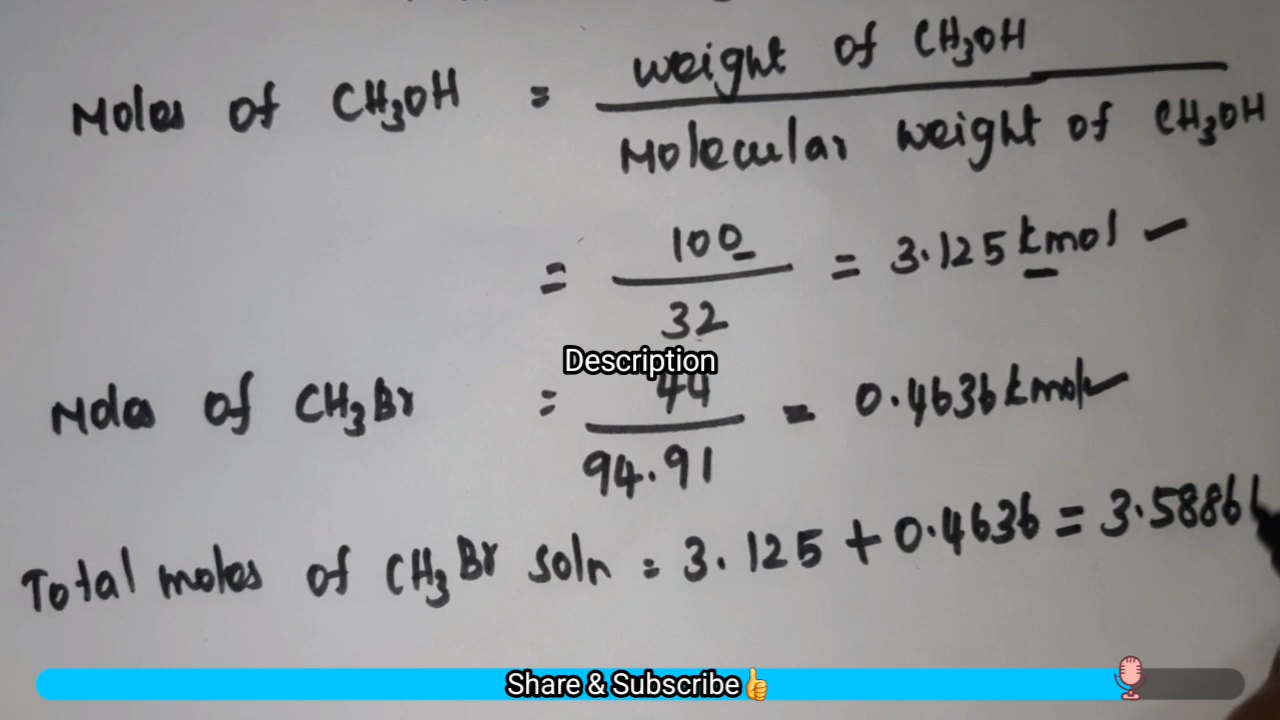 weight of CH₃OH
Moles of CH₃OH = 
Molecular weight of CH₃OH
= 100 / 32 = 3.125 kmol
Description
Moles of CH₃Br = 44 / 94.91 = 0.4636 kmol
Total moles of CH₃Br soln = 3.125 + 0.4636 = 3.5886
Share & Subscribe👍